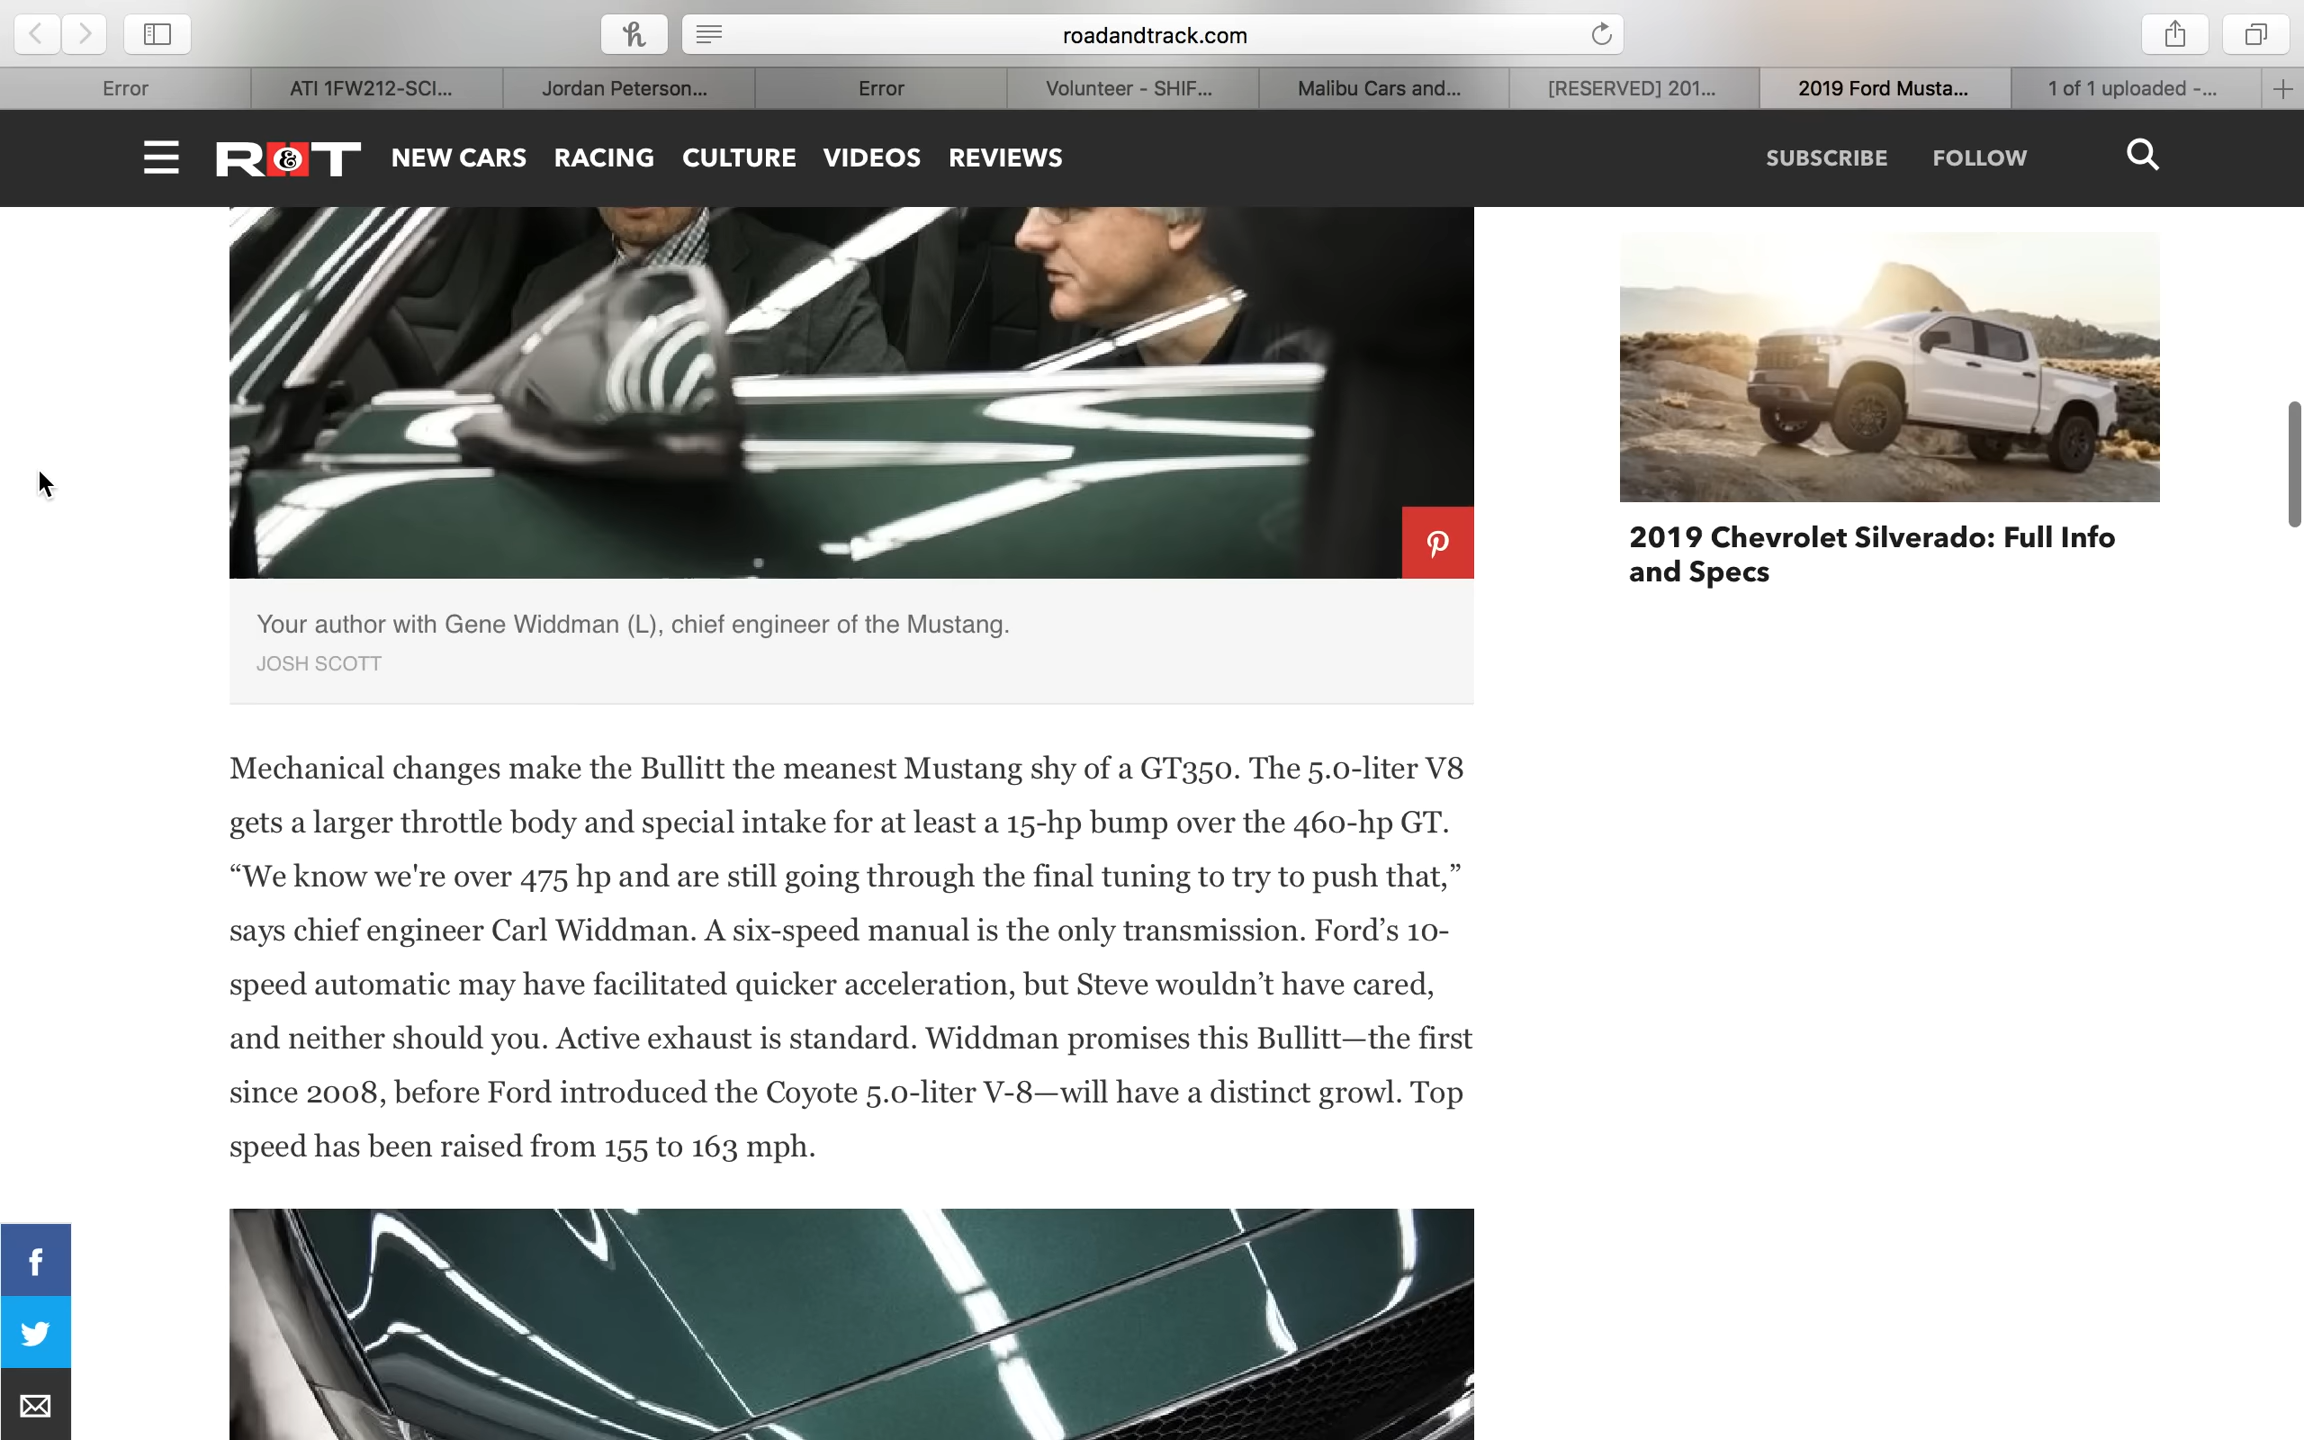 roadandtrack.com
Error
ATI 1FW212-SCI...
Jordan Peterson...
Error
Volunteer - SHIF...
Malibu Cars and...
[RESERVED] 201...
2019 Ford Musta...
1 of 1 uploaded -...
R&T NEW CARS RACING CULTURE VIDEOS REVIEWS SUBSCRIBE FOLLOW
2019 Chevrolet Silverado: Full Info
and Specs
Your author with Gene Widdman (L), chief engineer of the Mustang.
JOSH SCOTT
Mechanical changes make the Bullitt the meanest Mustang shy of a GT350. The 5.0-liter V8
gets a larger throttle body and special intake for at least a 15-hp bump over the 460-hp GT.
“We know we're over 475 hp and are still going through the final tuning to try to push that,”
says chief engineer Carl Widdman. A six-speed manual is the only transmission. Ford’s 10-
speed automatic may have facilitated quicker acceleration, but Steve wouldn’t have cared,
and neither should you. Active exhaust is standard. Widdman promises this Bullitt—the first
since 2008, before Ford introduced the Coyote 5.0-liter V-8—will have a distinct growl. Top
speed has been raised from 155 to 163 mph.